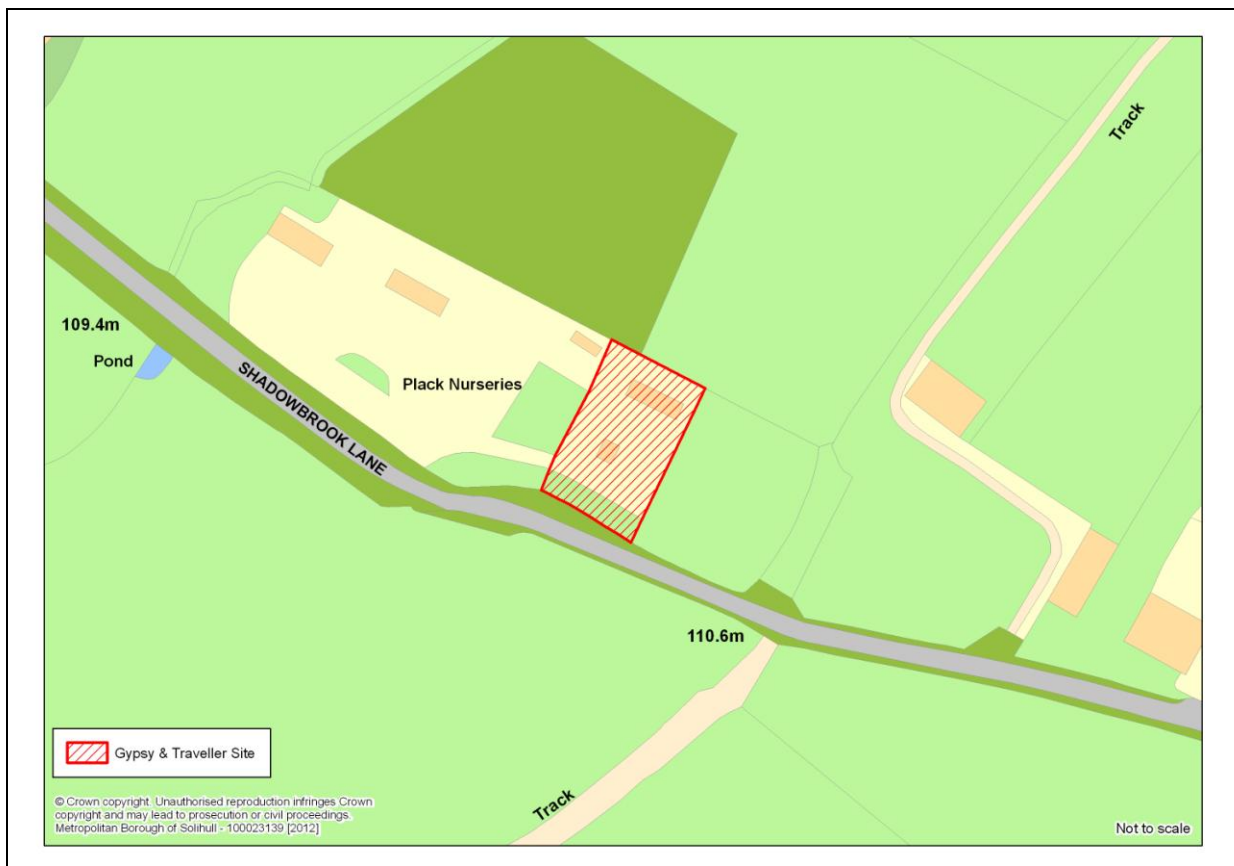 Track
109.4m
Pond
SHADOWBROOK LANE
Plack Nurseries
110.6m
Track
Gypsy & Traveller Site
© Crown copyright. Unauthorised reproduction infringes Crown
copyright and may lead to prosecution or civil proceedings.
Metropolitan Borough of Solihull - 100023139 [2012]
Not to scale